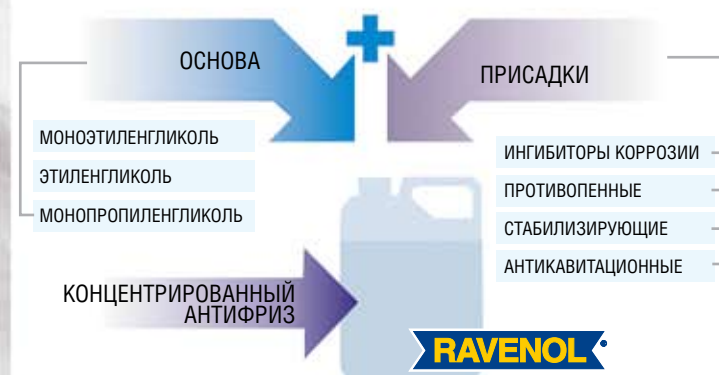 ОСНОВА
ПРИСАДКИ
МОНОЭТИЛЕНГЛИКОЛЬ
ЭТИЛЕНГЛИКОЛЬ
МОНОПРОПИЛЕНГЛИКОЛЬ
ИНГИБИТОРЫ КОРРОЗИИ
ПРОТИВОПЕННЫЕ
СТАБИЛИЗИРУЮЩИЕ
АНТИКАВИТАЦИОННЫЕ
КОНЦЕНТРИРОВАННЫЙ
АНТИФРИЗ
RAVENOL